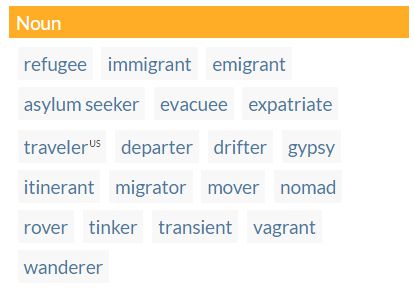 Noun
refugee immigrant emigrant
asylum seeker evacuee expatriate
traveler US departer drifter gypsy
itinerant migrator mover nomad
rover tinker transient vagrant
wanderer